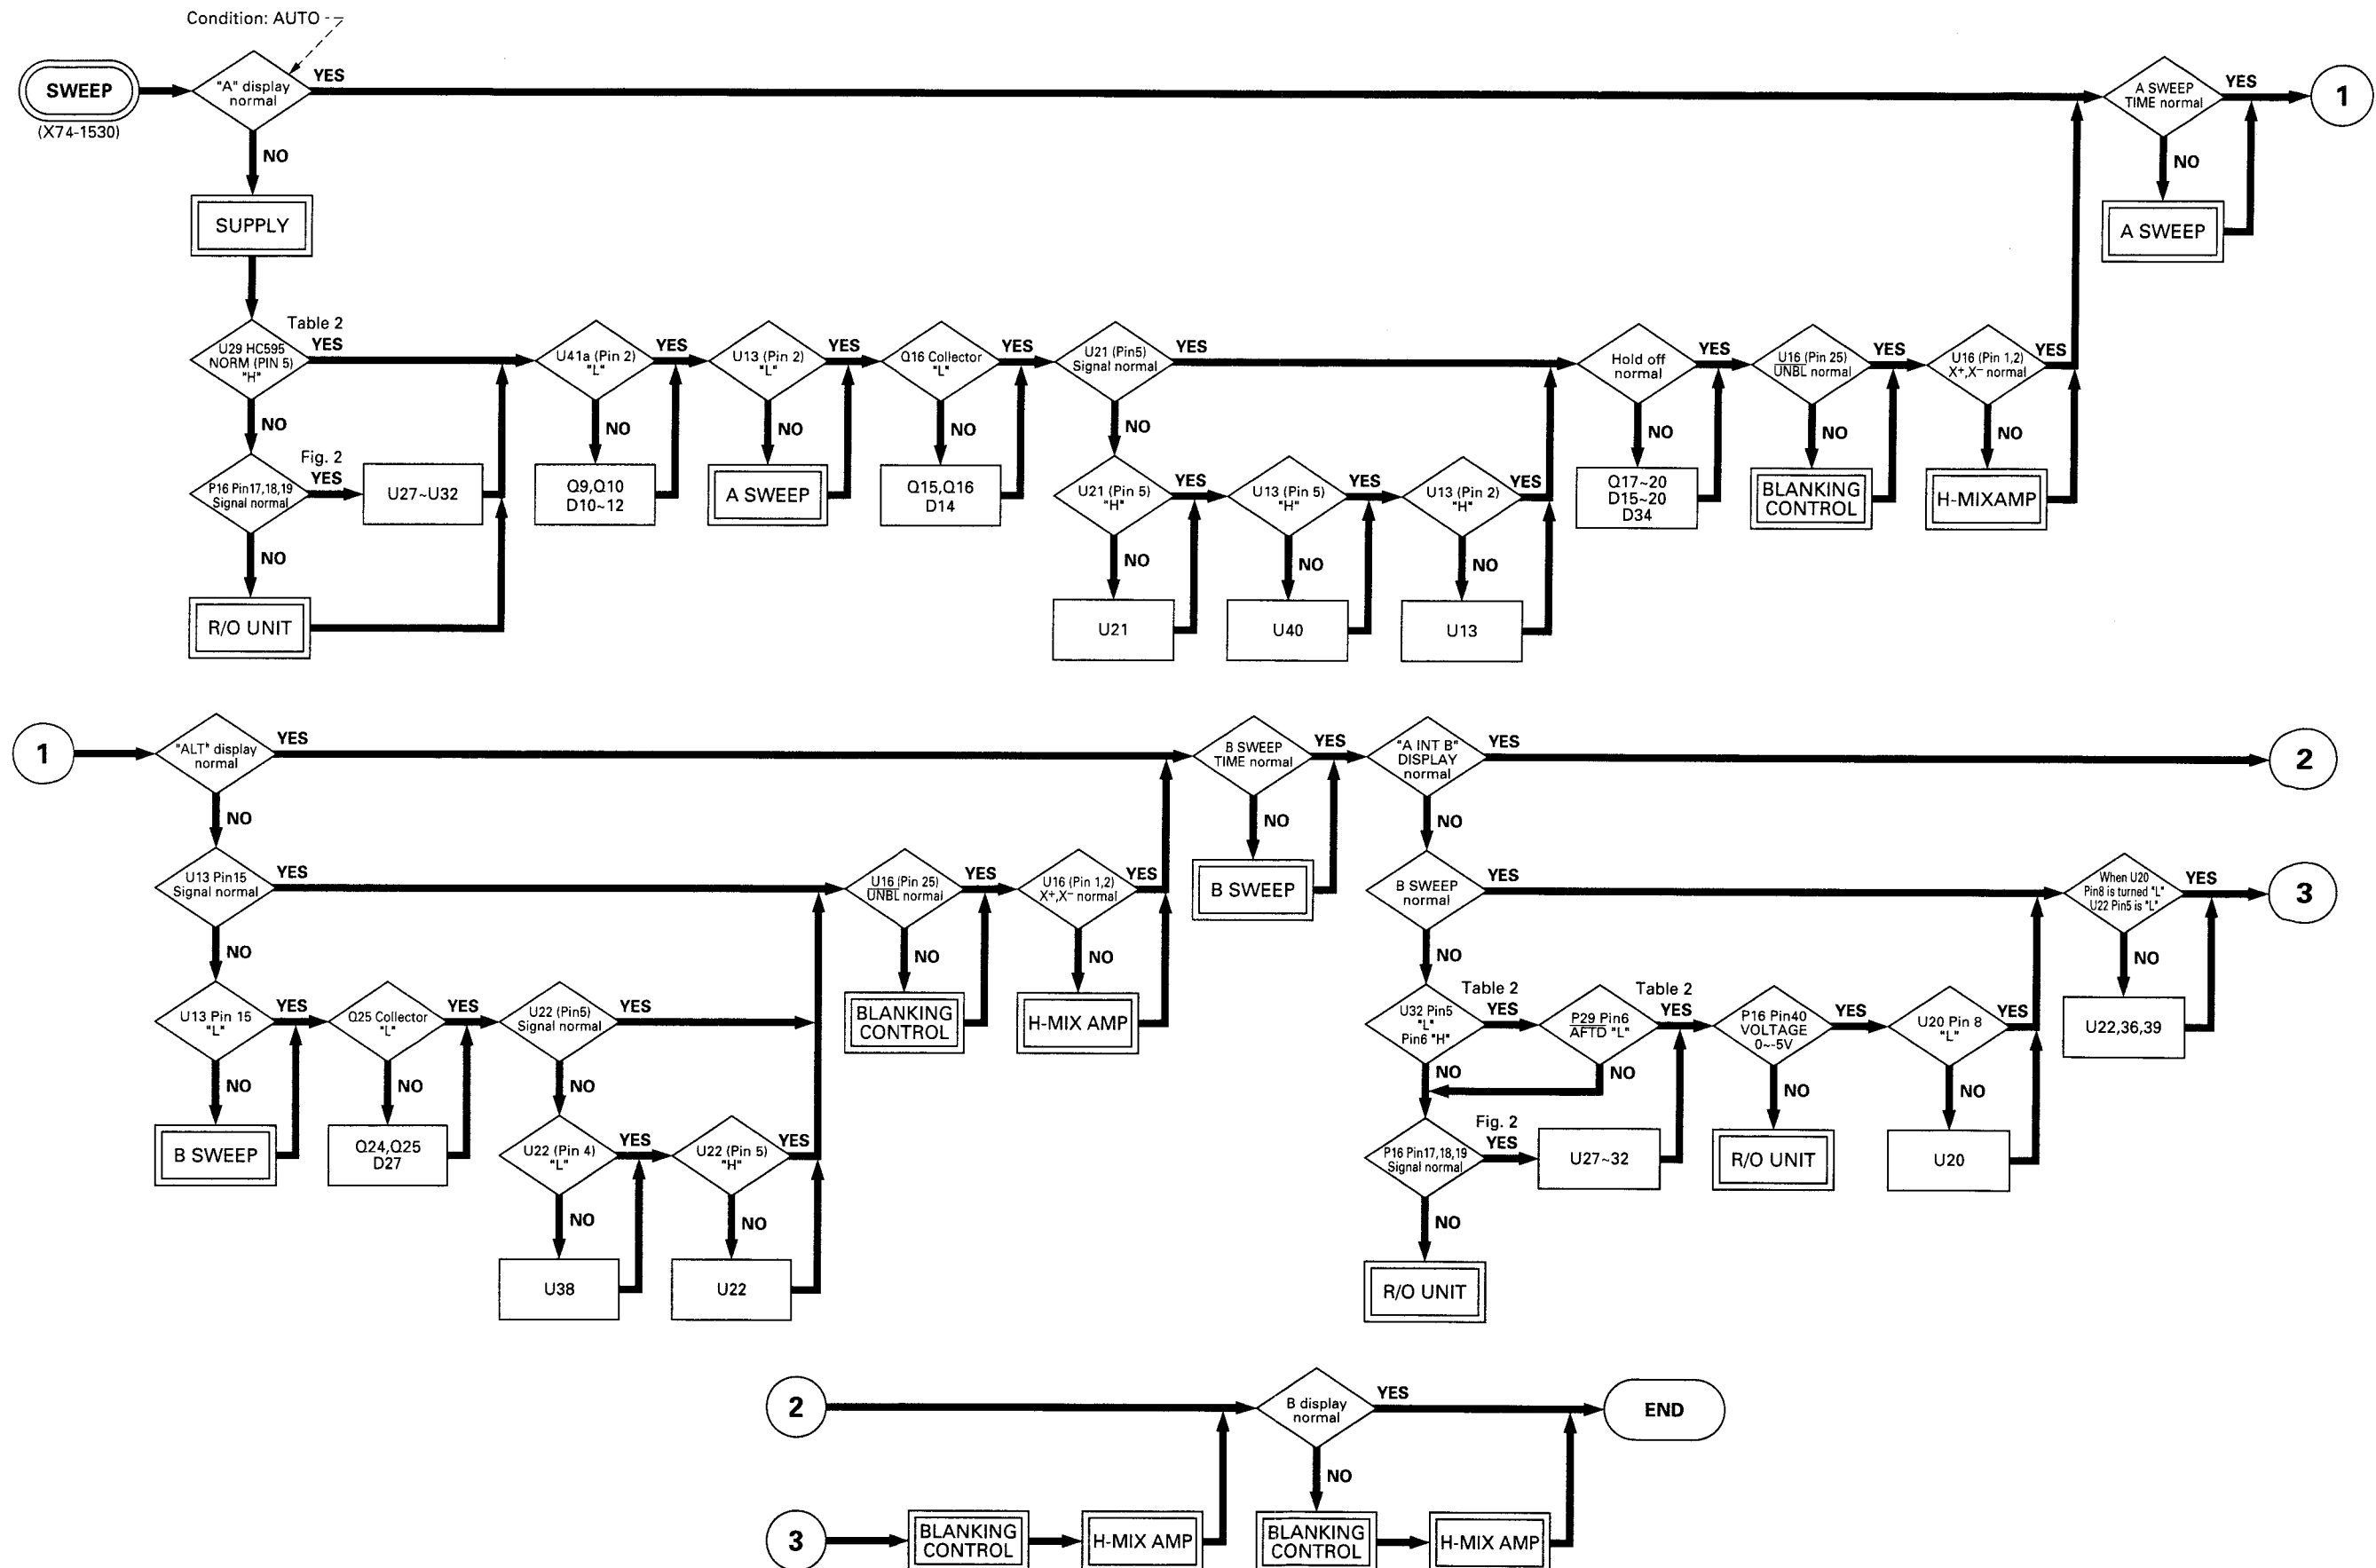 Condition: AUTO
SWEEP
(X74-1530)
"A" display
normal
YES
NO
A SWEEP
TIME normal
YES
1
NO
A SWEEP
SUPPLY
U29 HC595
NORM (PIN 5)
"H"
Table 2
YES
NO
U41a (Pin 2)
"L"
YES
NO
U13 (Pin 2)
"L"
YES
NO
Q16 Collector
"L"
YES
NO
U21 (Pin5)
Signal normal
YES
NO
Hold off
normal
YES
NO
U16 (Pin 25)
UNBL normal
YES
NO
U16 (Pin 1,2)
X+,X− normal
YES
NO
P16 Pin17,18,19
Signal normal
Fig. 2
YES
NO
U27~U32
Q9,Q10
D10~12
A SWEEP
Q15,Q16
D14
U21 (Pin 5)
"H"
YES
NO
U13 (Pin 5)
"H"
YES
NO
U13 (Pin 2)
"H"
YES
NO
Q17~20
D15~20
D34
BLANKING
CONTROL
H-MIXAMP
R/O UNIT
U21
U40
U13
1
"ALT" display
normal
YES
NO
B SWEEP
TIME normal
YES
NO
"A INT B"
DISPLAY
normal
YES
NO
2
U13 Pin15
Signal normal
YES
NO
U16 (Pin 25)
UNBL normal
YES
NO
U16 (Pin 1,2)
X+,X− normal
YES
NO
B SWEEP
B SWEEP
normal
YES
NO
When U20
Pin8 is turned "L"
U22 Pin5 is "L"
YES
NO
3
U13 Pin 15
"L"
YES
NO
Q25 Collector
"L"
YES
NO
U22 (Pin5)
Signal normal
YES
NO
BLANKING
CONTROL
H-MIX AMP
U32 Pin5
"L"
Pin6 "H"
Table 2
YES
NO
P29 Pin6
AFTD "L"
Table 2
YES
NO
P16 Pin40
VOLTAGE
0~-5V
YES
NO
U20 Pin 8
"L"
YES
NO
U22,36,39
B SWEEP
Q24,Q25
D27
U22 (Pin 4)
"L"
YES
NO
U22 (Pin 5)
"H"
YES
NO
P16 Pin17,18,19
Signal normal
Fig. 2
YES
NO
U27~32
R/O UNIT
U20
U38
U22
R/O UNIT
2
B display
normal
YES
NO
END
3
BLANKING
CONTROL
H-MIX AMP
BLANKING
CONTROL
H-MIX AMP